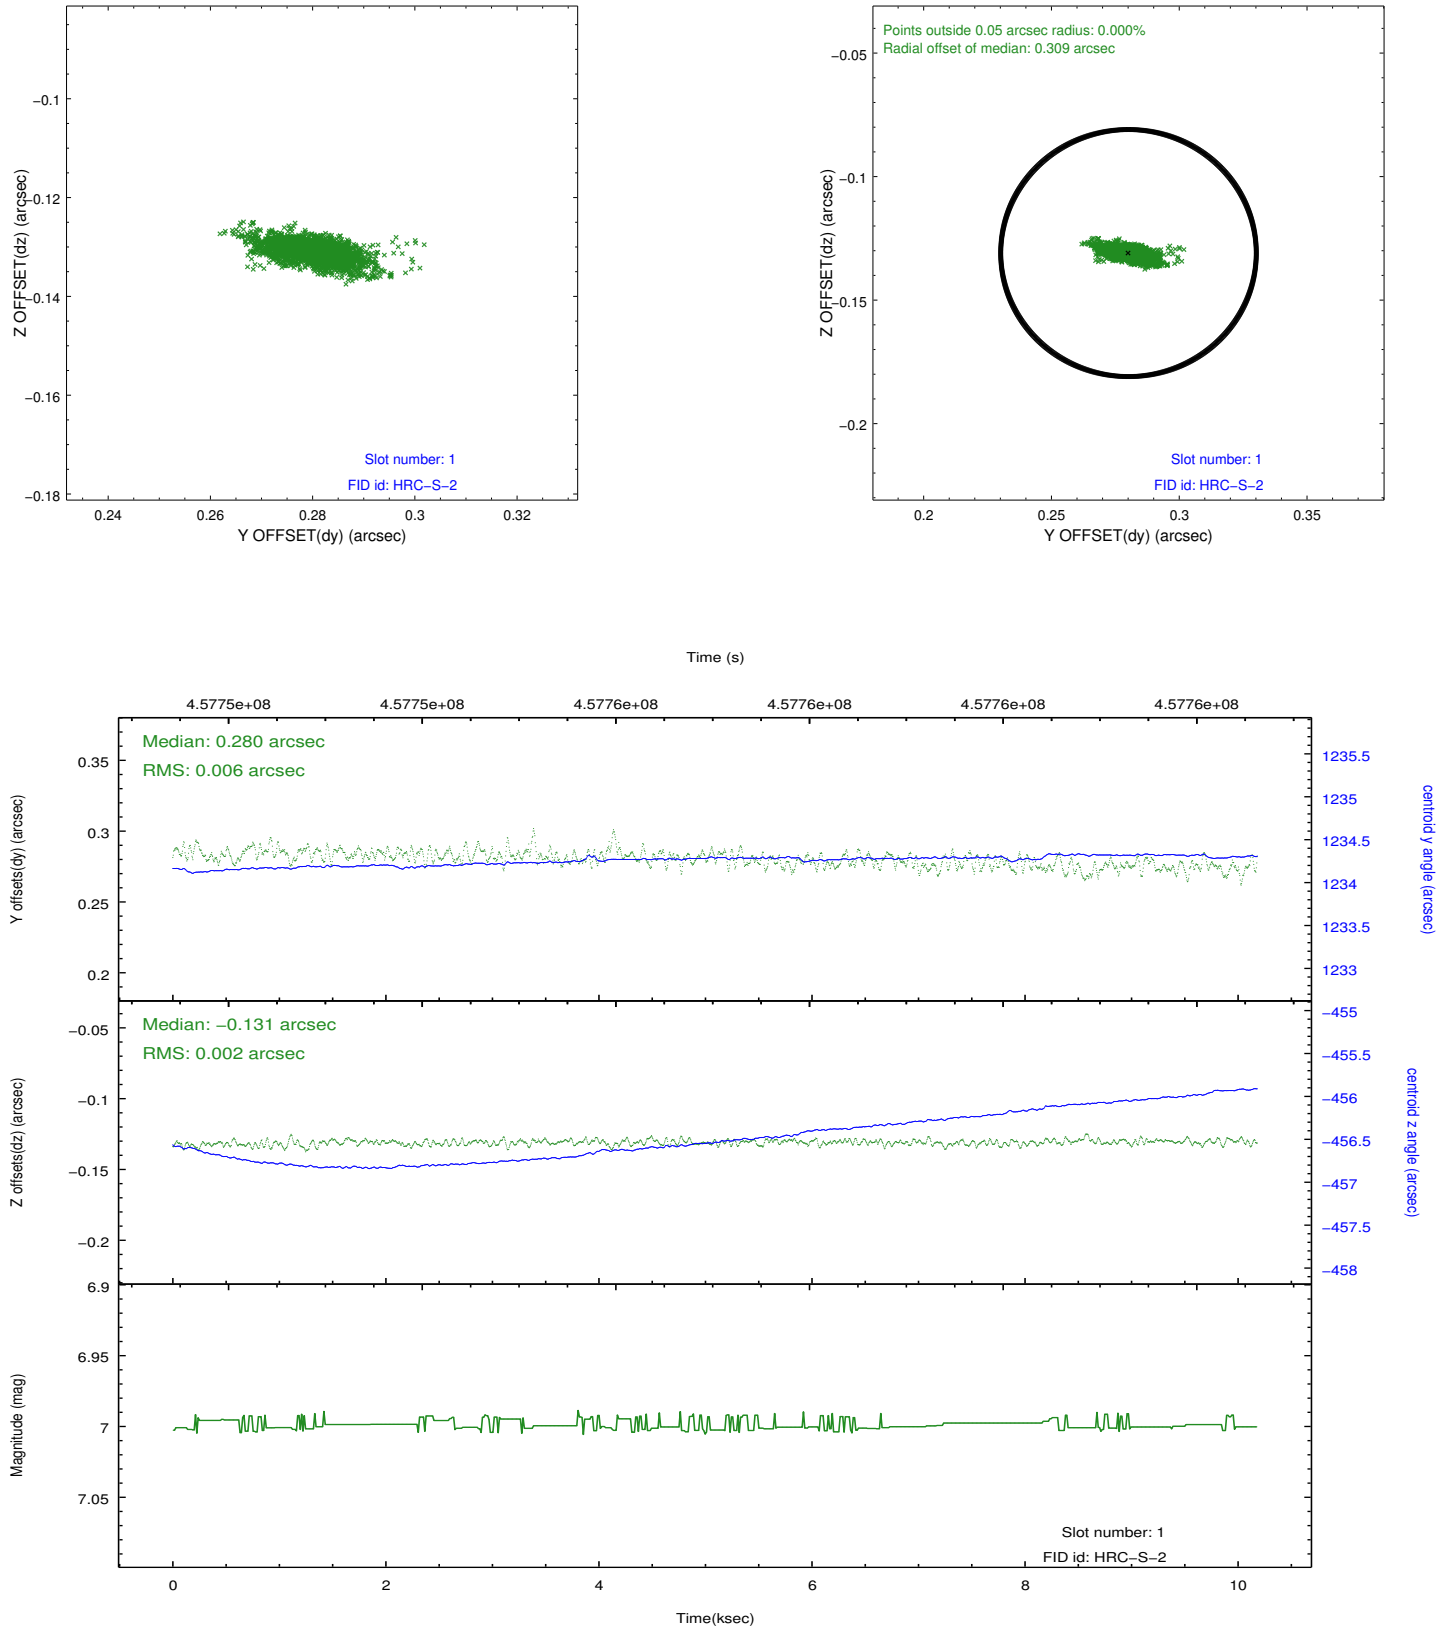 −0.1
−0.12
−0.14
−0.16
−0.18
Z OFFSET(dz) (arcsec)
0.24 0.26 0.28 0.3 0.32
Y OFFSET(dy) (arcsec)
Slot number: 1
FID id: HRC−S−2
Points outside 0.05 arcsec radius: 0.000%
Radial offset of median: 0.309 arcsec
−0.05
−0.1
−0.15
−0.2
Z OFFSET(dz) (arcsec)
Slot number: 1
FID id: HRC−S−2
0.2 0.25 0.3 0.35
Y OFFSET(dy) (arcsec)
Time (s)
4.5775e+08 4.5775e+08 4.5776e+08 4.5776e+08 4.5776e+08 4.5776e+08
Median: 0.280 arcsec
RMS: 0.006 arcsec
0.35
0.3
0.25
0.2
Y offsets(dy) (arcsec)
1235.5
1235
1234.5
1234
1233.5
1233
centroid y angle (arcsec)
Median: −0.131 arcsec
RMS: 0.002 arcsec
−0.05
−0.1
−0.15
−0.2
Z offsets(dz) (arcsec)
−455
−455.5
−456
−456.5
−457
−457.5
−458
centroid z angle (arcsec)
6.9
6.95
7
7.05
Magnitude (mag)
Slot number: 1
FID id: HRC−S−2
0 2 4 6 8 10
Time(ksec)